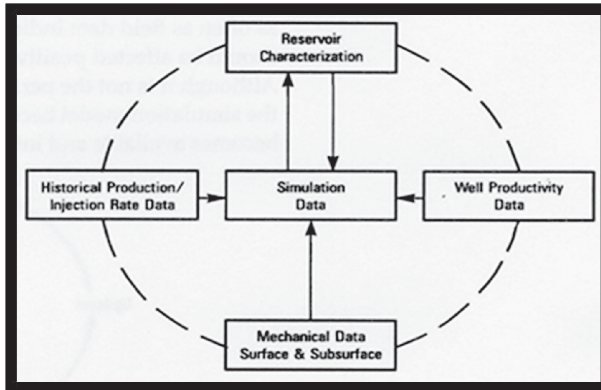 Reservoir
Characterization
Historical Production/
Injection Rate Data
Simulation
Data
Well Productivity
Data
Mechanical Data
Surface & Subsurface